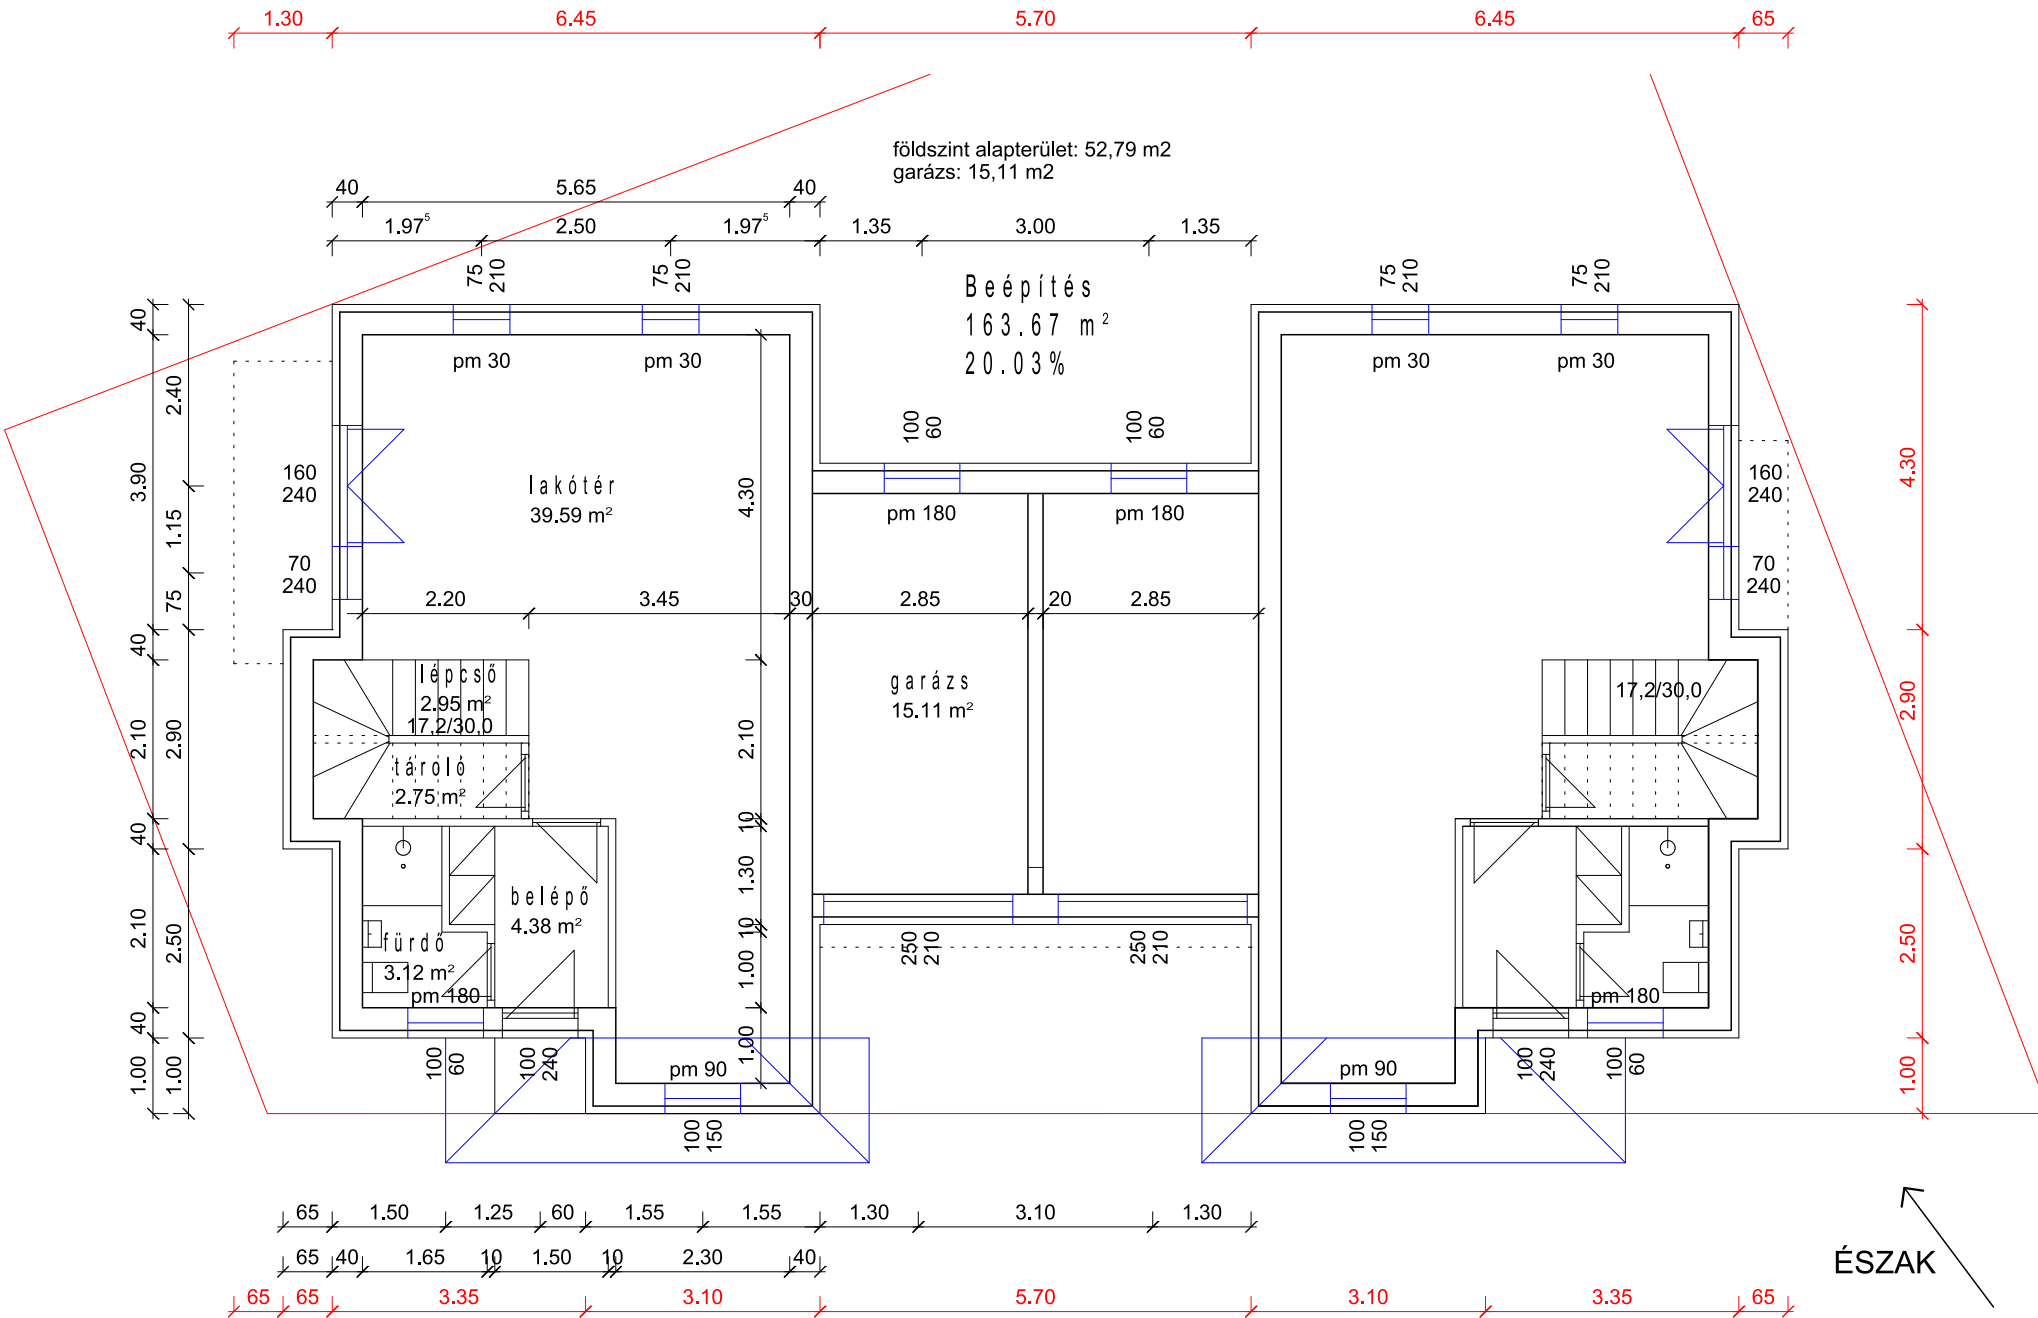 1.30 6.45 5.70 6.45 65
földszint alapterület: 52,79 m2
garázs: 15,11 m2
40 5.65 40
1.97⁵ 2.50 1.97⁵ 1.35 3.00 1.35
75 210
75 210
75 210
75 210
Beépítés
163.67 m²
20.03%
pm 30 pm 30 pm 30 pm 30
40 3.90 40 2.10 40 2.10 40 1.00
2.40 1.15 75 2.90 2.50 1.00
100 60
100 60
160
240
70
240
lakótér
39.59 m²
4.30 2.10 10 1.30 10 1.00 1.00
pm 180 pm 180
160
240
70
240
4.30 2.90 2.50 1.00
2.20 3.45 30 2.85 20 2.85
lépcső
2.95 m²
17,2/30,0
garázs
15.11 m²
17,2/30,0
tároló
2.75 m²
belépő
4.38 m²
fürdő
3.12 m²
pm 180
250 210
250 210
pm 180
100 60
100 240
pm 90
pm 90
100 240
100 60
100 150
100 150
65 1.50 1.25 60 1.55 1.55 1.30 3.10 1.30
65 40 1.65 10 1.50 10 2.30 40
65 65 3.35 3.10 5.70 3.10 3.35 65
ÉSZAK